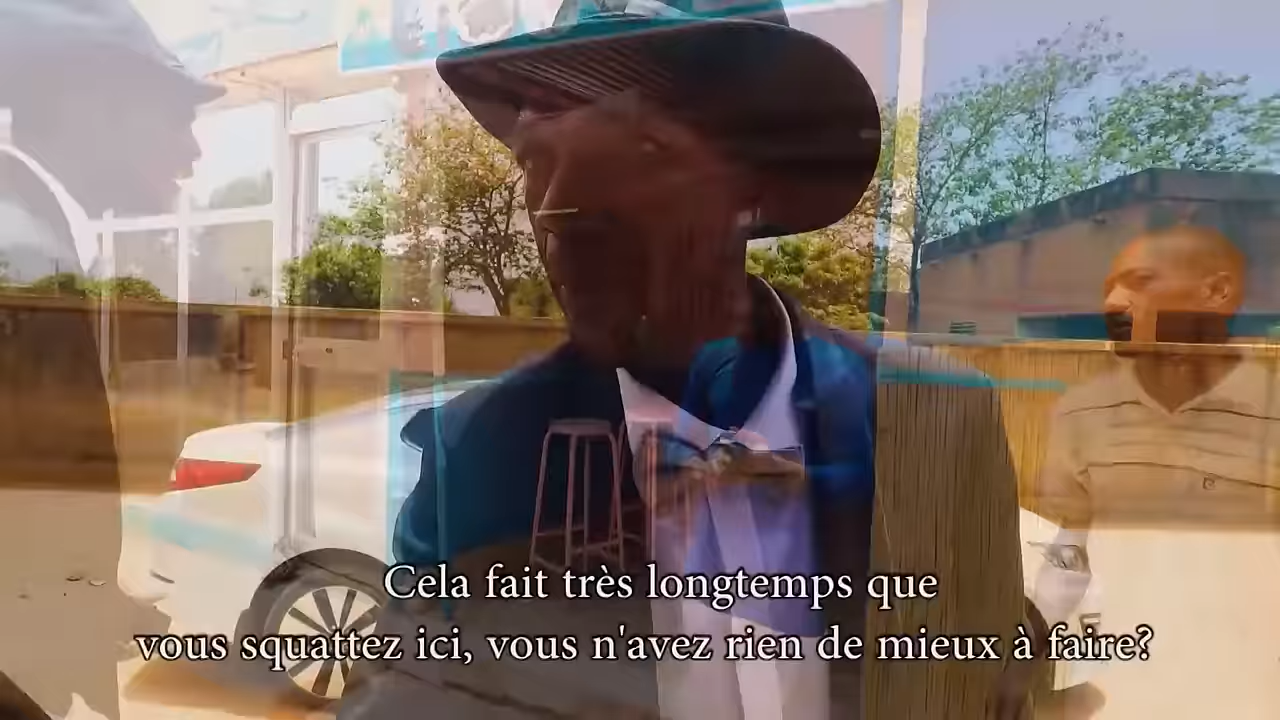 Cela fait très longtemps que
vous squattez ici, vous n'avez rien de mieux à faire?